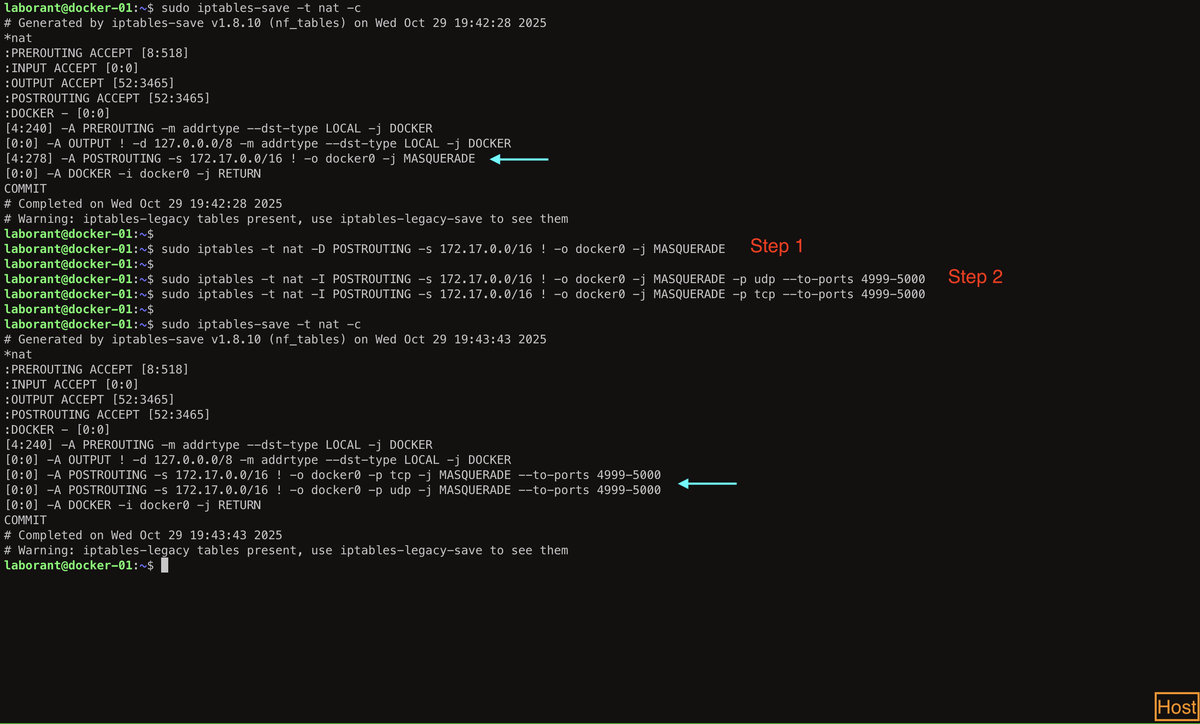 laborant@docker-01:~$ sudo iptables-save -t nat -c
# Generated by iptables-save v1.8.10 (nf_tables) on Wed Oct 29 19:42:28 2025
*nat
:PREROUTING ACCEPT [8:518]
:INPUT ACCEPT [0:0]
:OUTPUT ACCEPT [52:3465]
:POSTROUTING ACCEPT [52:3465]
:DOCKER - [0:0]
[4:240] -A PREROUTING -m addrtype --dst-type LOCAL -j DOCKER
[0:0] -A OUTPUT ! -d 127.0.0.0/8 -m addrtype --dst-type LOCAL -j DOCKER
[4:278] -A POSTROUTING -s 172.17.0.0/16 ! -o docker0 -j MASQUERADE
[0:0] -A DOCKER -i docker0 -j RETURN
COMMIT
# Completed on Wed Oct 29 19:42:28 2025
# Warning: iptables-legacy tables present, use iptables-legacy-save to see them
laborant@docker-01:~$
laborant@docker-01:~$ sudo iptables -t nat -D POSTROUTING -s 172.17.0.0/16 ! -o docker0 -j MASQUERADE Step 1
laborant@docker-01:~$
laborant@docker-01:~$ sudo iptables -t nat -I POSTROUTING -s 172.17.0.0/16 ! -o docker0 -j MASQUERADE -p udp --to-ports 4999-5000 Step 2
laborant@docker-01:~$ sudo iptables -t nat -I POSTROUTING -s 172.17.0.0/16 ! -o docker0 -j MASQUERADE -p tcp --to-ports 4999-5000
laborant@docker-01:~$
laborant@docker-01:~$ sudo iptables-save -t nat -c
# Generated by iptables-save v1.8.10 (nf_tables) on Wed Oct 29 19:43:43 2025
*nat
:PREROUTING ACCEPT [8:518]
:INPUT ACCEPT [0:0]
:OUTPUT ACCEPT [52:3465]
:POSTROUTING ACCEPT [52:3465]
:DOCKER - [0:0]
[4:240] -A PREROUTING -m addrtype --dst-type LOCAL -j DOCKER
[0:0] -A OUTPUT ! -d 127.0.0.0/8 -m addrtype --dst-type LOCAL -j DOCKER
[0:0] -A POSTROUTING -s 172.17.0.0/16 ! -o docker0 -p tcp -j MASQUERADE --to-ports 4999-5000
[0:0] -A POSTROUTING -s 172.17.0.0/16 ! -o docker0 -p udp -j MASQUERADE --to-ports 4999-5000
[0:0] -A DOCKER -i docker0 -j RETURN
COMMIT
# Completed on Wed Oct 29 19:43:43 2025
# Warning: iptables-legacy tables present, use iptables-legacy-save to see them
laborant@docker-01:~$
Host